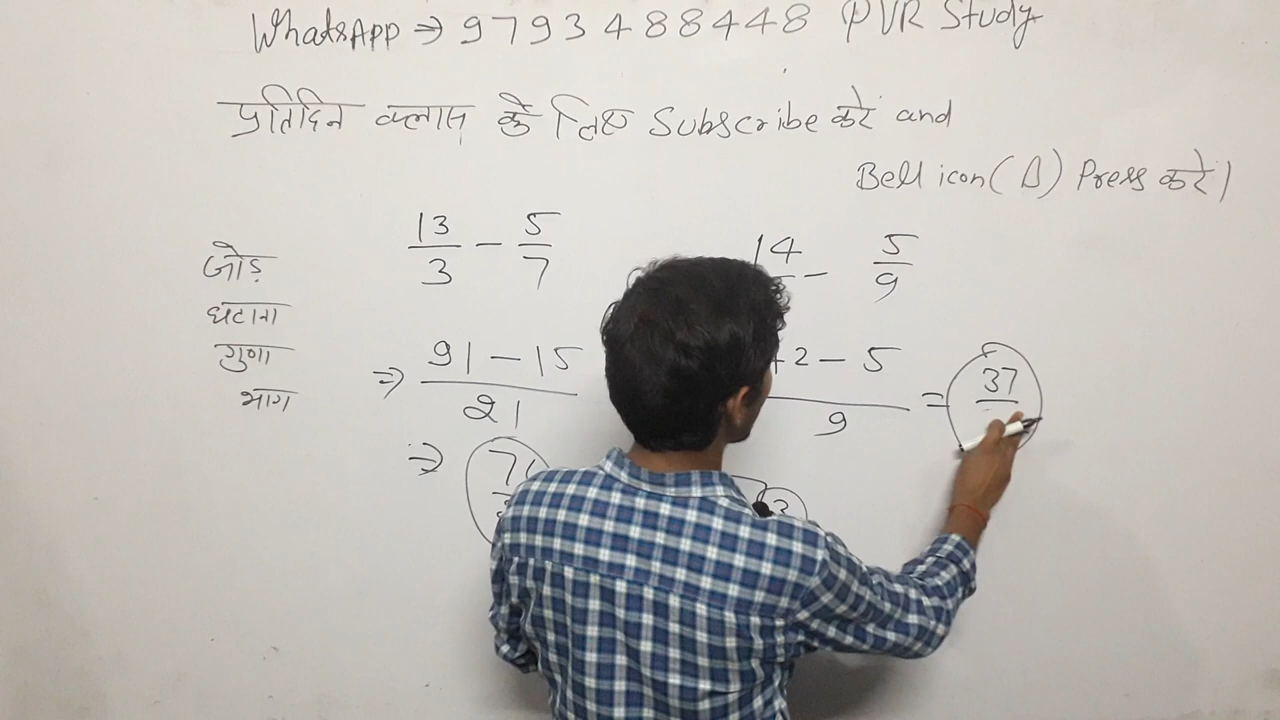 WhatsApp ⇒ 9793488448 PVR Study
प्रतिदिन क्लास के लिए Subscribe करे and
Bell icon ( 🔔 ) Press करे।
जोड़
घटाना
गुणा
भाग
13/3 - 5/7
⇒ 91 - 15 / 21
⇒
14 - 5/9
2 - 5 / 9 = 37